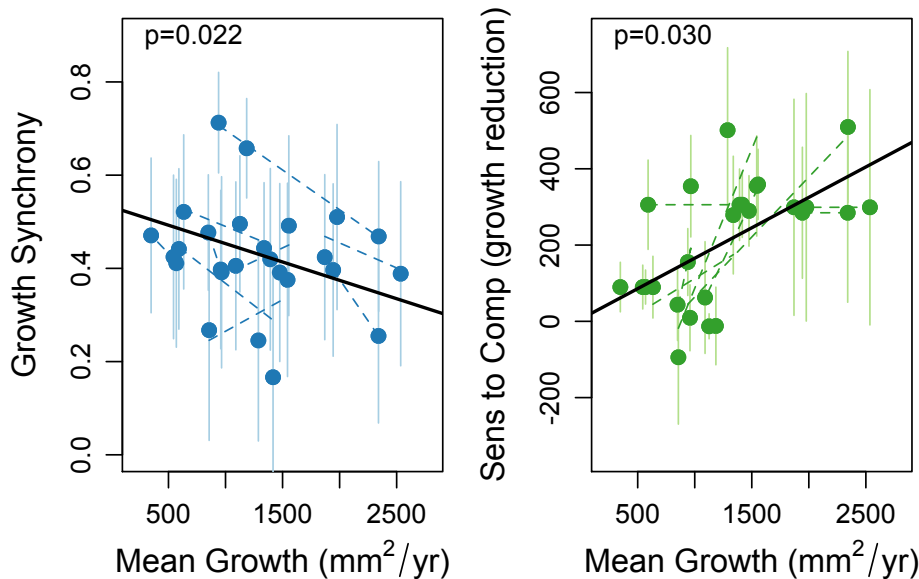 p=0.022
Growth Synchrony
0.0 0.2 0.4 0.6 0.8
500 1500 2500
Mean Growth (mm²/yr)
p=0.030
Sens to Comp (growth reduction)
-200 0 200 400 600
500 1500 2500
Mean Growth (mm²/yr)